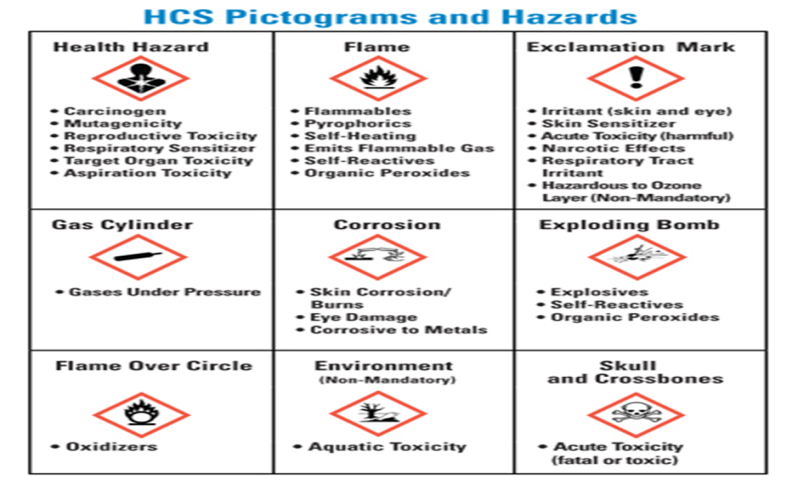 HCS Pictograms and Hazards
Health Hazard
• Carcinogen
• Mutagenicity
• Reproductive Toxicity
• Respiratory Sensitizer
• Target Organ Toxicity
• Aspiration Toxicity
Flame
• Flammables
• Pyrophorics
• Self-Heating
• Emits Flammable Gas
• Self-Reactives
• Organic Peroxides
Exclamation Mark
• Irritant (skin and eye)
• Skin Sensitizer
• Acute Toxicity (harmful)
• Narcotic Effects
• Respiratory Tract
Irritant
• Hazardous to Ozone
Layer (Non-Mandatory)
Gas Cylinder
• Gases Under Pressure
Corrosion
• Skin Corrosion/
Burns
• Eye Damage
• Corrosive to Metals
Exploding Bomb
• Explosives
• Self-Reactives
• Organic Peroxides
Flame Over Circle
• Oxidizers
Environment
(Non-Mandatory)
• Aquatic Toxicity
Skull
and Crossbones
• Acute Toxicity
(fatal or toxic)